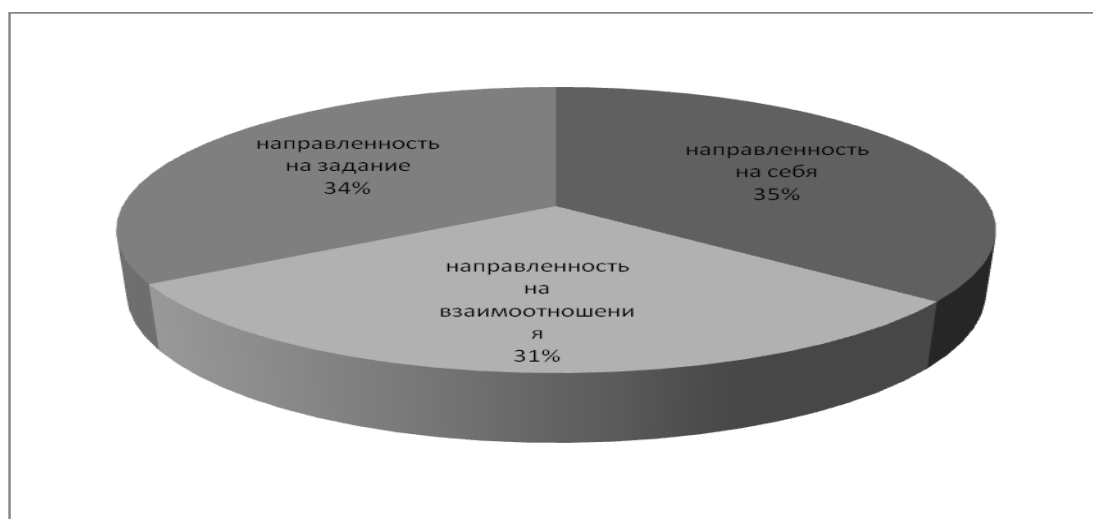 направленность
на задание
34%
направленность
на себя
35%
направленность
на
взаимоотношени
я
31%